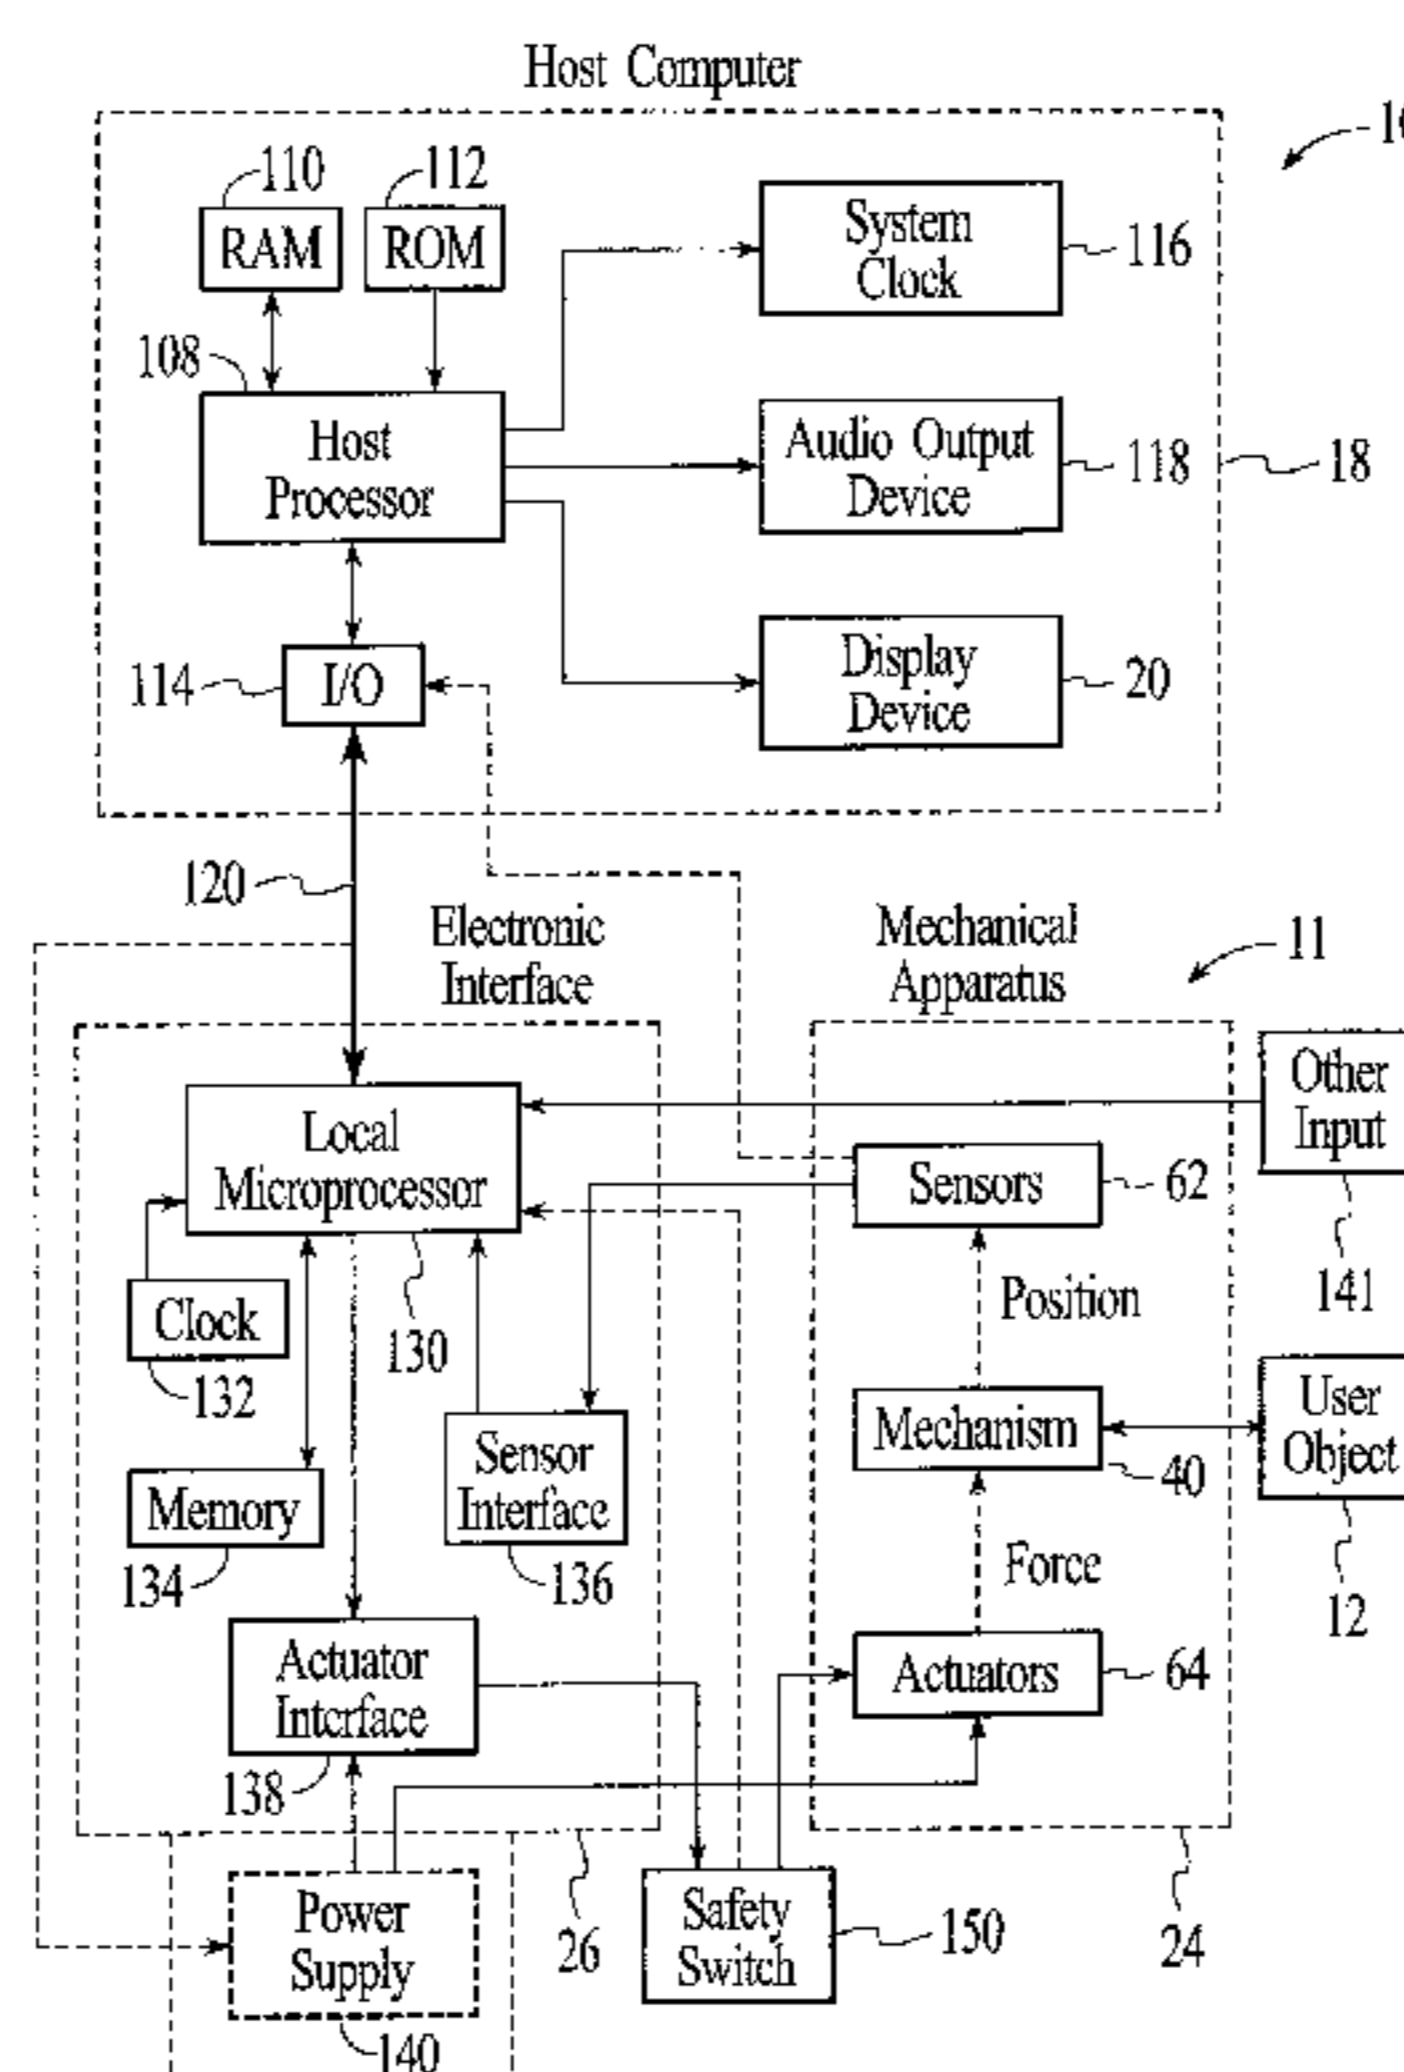 Host Computer
110
112
RAM
ROM
System
Clock
116
108
Host
Processor
Audio Output
Device
118
18
114
I/O
Display
Device
20
120
Electronic
Interface
Mechanical
Apparatus
11
Local
Microprocessor
Other
Input
Sensors
62
141
Clock
132
130
Position
Sensor
Interface
136
Mechanism
40
User
Object
12
Memory
134
Force
Actuator
Interface
138
Actuators
64
Power
Supply
140
26
Safety
Switch
150
24